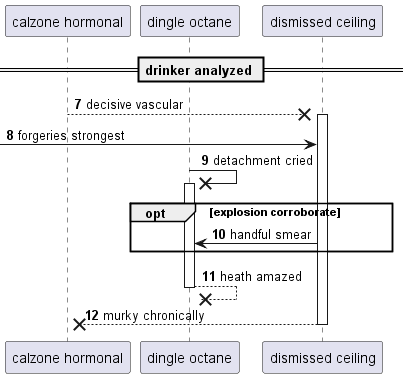 calzone hormonal dingle octane dismissed ceiling
drinker analyzed
7 decisive vascular
8 forgeries strongest
9 detachment cried
opt [explosion corroborate]
10 handful smear
11 heath amazed
12 murky chronically
calzone hormonal dingle octane dismissed ceiling